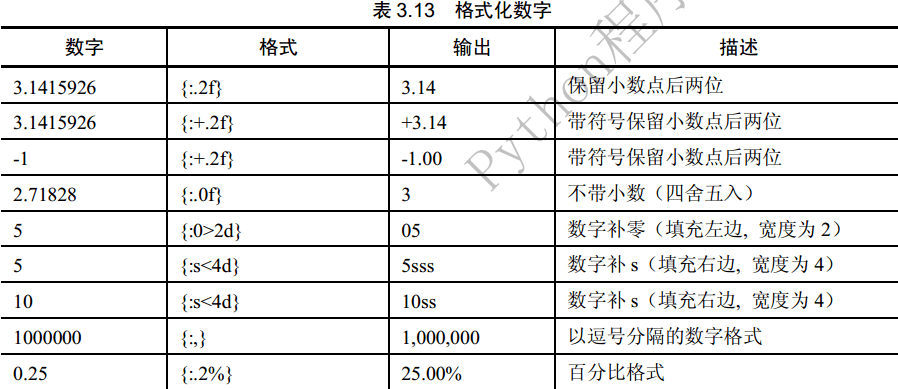 表 3.13 格式化数字
数字 格式 输出 描述
3.1415926 {:.2f} 3.14 保留小数点后两位
3.1415926 {:+.2f} +3.14 带符号保留小数点后两位
-1 {:+.2f} -1.00 带符号保留小数点后两位
2.71828 {:.0f} 3 不带小数（四舍五入）
5 {:0>2d} 05 数字补零（填充左边, 宽度为 2）
5 {:s<4d} 5sss 数字补 s（填充右边, 宽度为 4）
10 {:s<4d} 10ss 数字补 s（填充右边, 宽度为 4）
1000000 {:,} 1,000,000 以逗号分隔的数字格式
0.25 {:.2%} 25.00% 百分比格式
Python程序